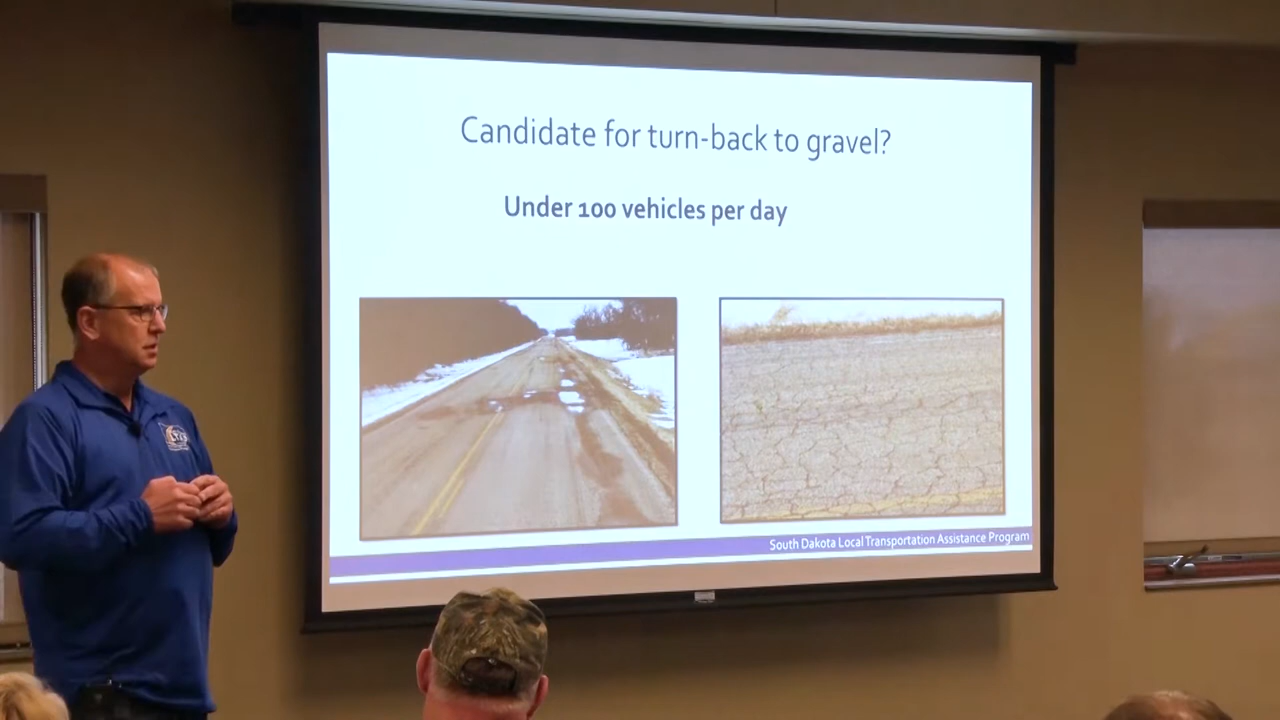 Candidate for turn-back to gravel?
Under 100 vehicles per day
South Dakota Local Transportation Assistance Program